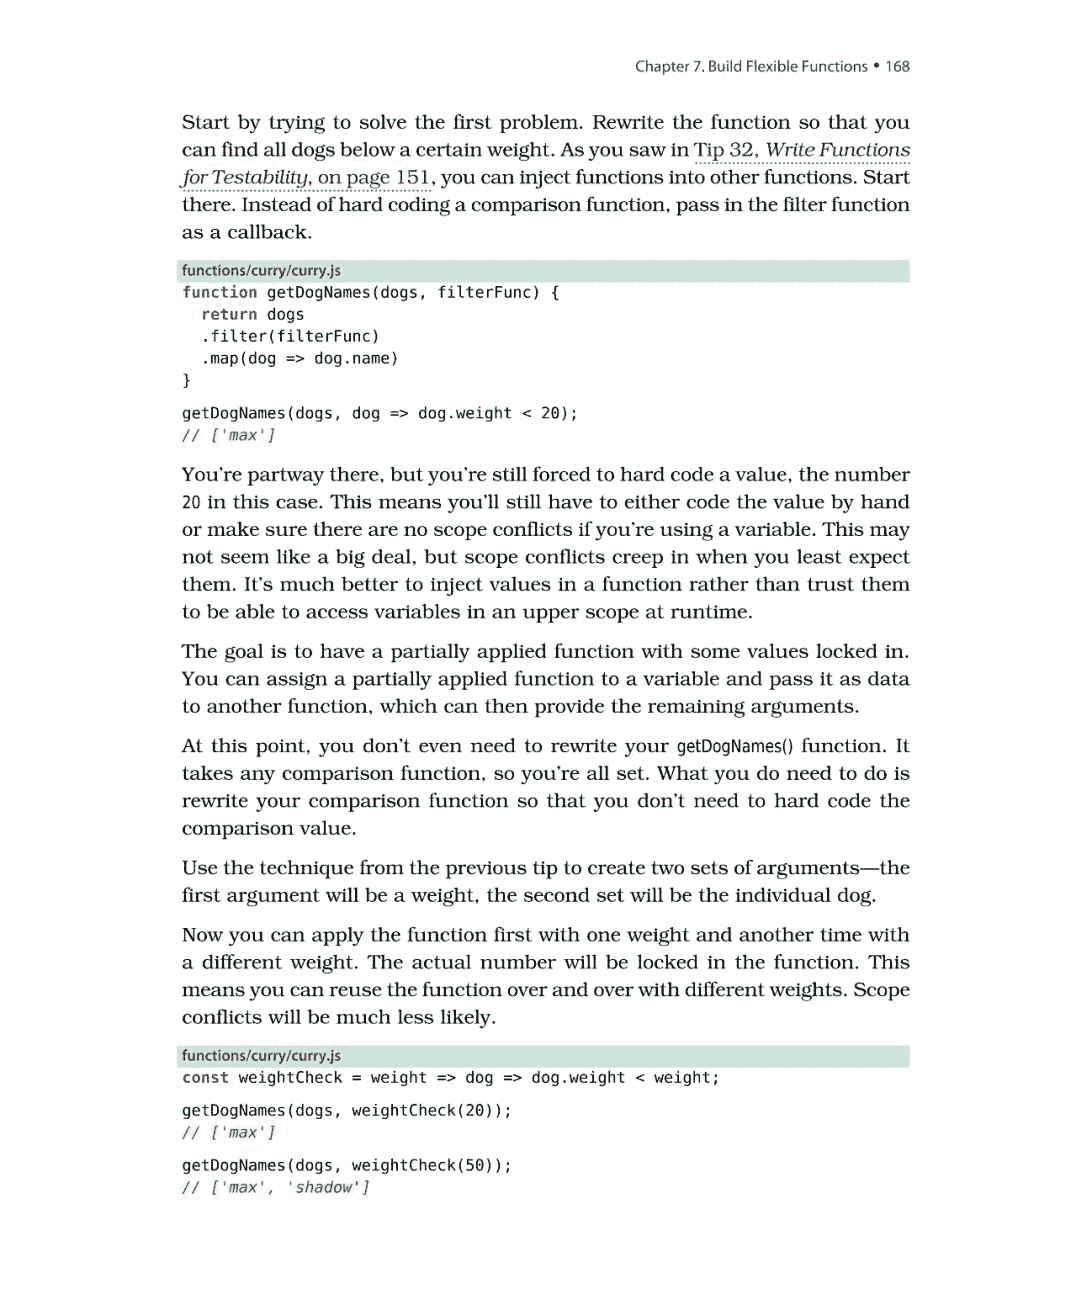 Chapter 7. Build Flexible Functions • 168
Start by trying to solve the first problem. Rewrite the function so that you
can find all dogs below a certain weight. As you saw in Tip 32, Write Functions
for Testability, on page 151, you can inject functions into other functions. Start
there. Instead of hard coding a comparison function, pass in the filter function
as a callback.
functions/curry/curry.js
function getDogNames(dogs, filterFunc) {
  return dogs
  .filter(filterFunc)
  .map(dog => dog.name)
}
getDogNames(dogs, dog => dog.weight < 20);
// ['max']
You're partway there, but you're still forced to hard code a value, the number
20 in this case. This means you'll still have to either code the value by hand
or make sure there are no scope conflicts if you're using a variable. This may
not seem like a big deal, but scope conflicts creep in when you least expect
them. It's much better to inject values in a function rather than trust them
to be able to access variables in an upper scope at runtime.
The goal is to have a partially applied function with some values locked in.
You can assign a partially applied function to a variable and pass it as data
to another function, which can then provide the remaining arguments.
At this point, you don't even need to rewrite your getDogNames() function. It
takes any comparison function, so you're all set. What you do need to do is
rewrite your comparison function so that you don't need to hard code the
comparison value.
Use the technique from the previous tip to create two sets of arguments—the
first argument will be a weight, the second set will be the individual dog.
Now you can apply the function first with one weight and another time with
a different weight. The actual number will be locked in the function. This
means you can reuse the function over and over with different weights. Scope
conflicts will be much less likely.
functions/curry/curry.js
const weightCheck = weight => dog => dog.weight < weight;
getDogNames(dogs, weightCheck(20));
// ['max']
getDogNames(dogs, weightCheck(50));
// ['max', 'shadow']